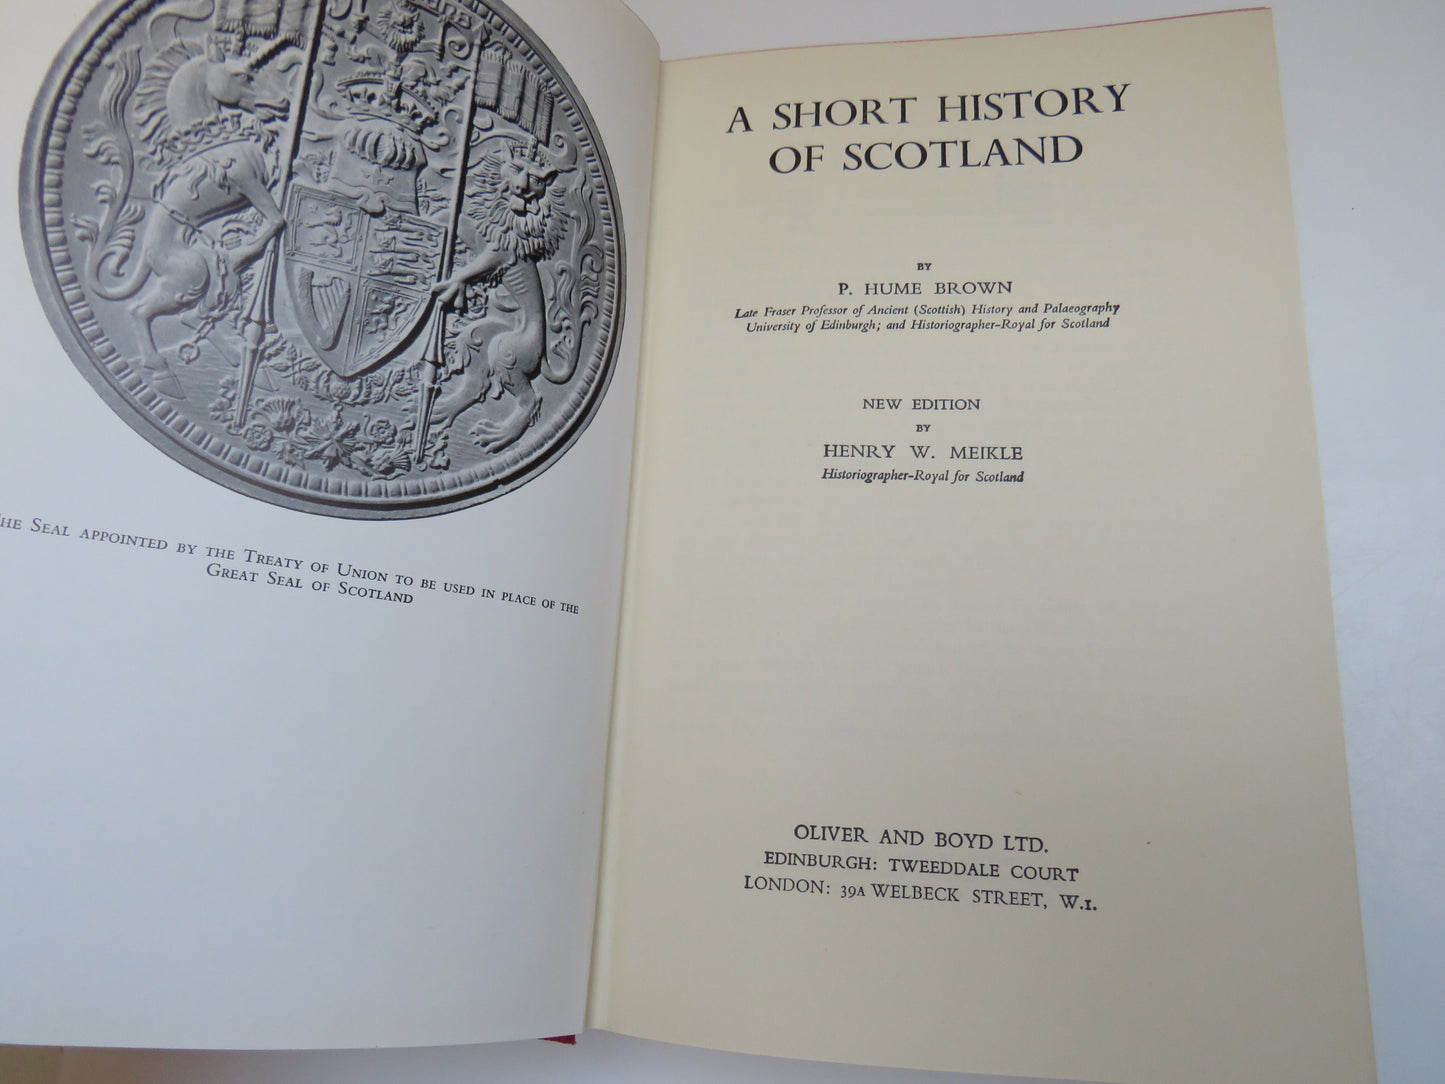 HE SEAL APPOINTED BY THE TREATY OF UNION TO BE USED IN PLACE OF THE
GREAT SEAL OF SCOTLAND
A SHORT HISTORY
OF SCOTLAND
BY
P. HUME BROWN
Late Fraser Professor of Ancient (Scottish) History and Palaeography
University of Edinburgh; and Historiographer-Royal for Scotland
NEW EDITION
BY
HENRY W. MEIKLE
Historiographer-Royal for Scotland
OLIVER AND BOYD LTD.
EDINBURGH: TWEEDDALE COURT
LONDON: 39A WELBECK STREET, W.1.